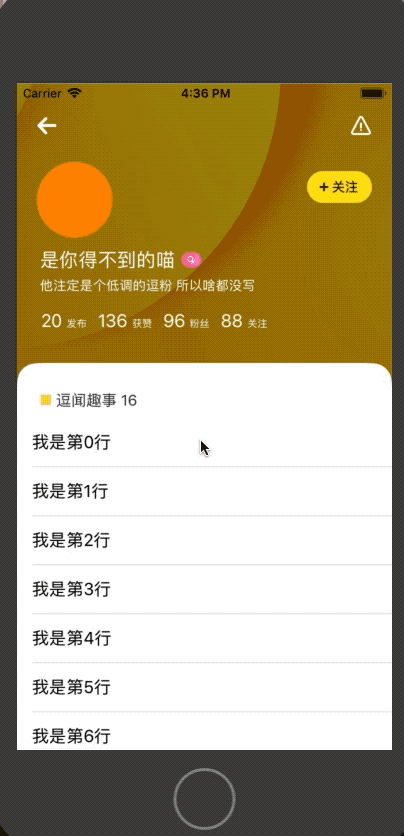 Carrier 4:36 PM
+ 关注
是你得不到的喵
他注定是个低调的逗粉 所以啥都没写
20 发布 136 获赞 96 粉丝 88 关注
逗闻趣事 16
我是第0行
我是第1行
我是第2行
我是第3行
我是第4行
我是第5行
我是第6行